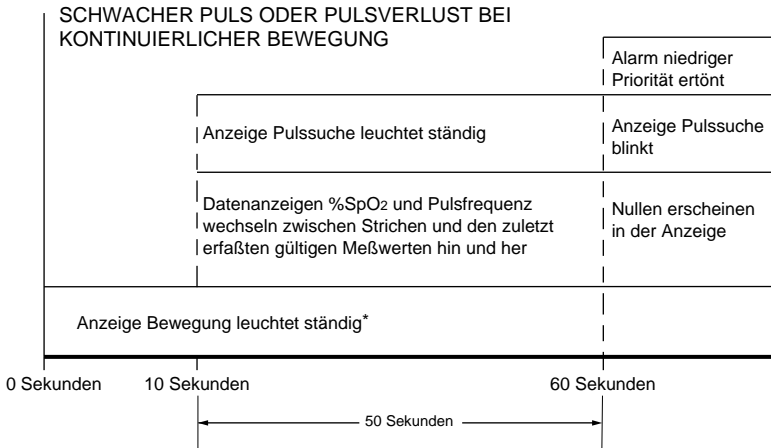 SCHWACHER PULS ODER PULSVERLUST BEI
KONTINUIERLICHER BEWEGUNG
Alarm niedriger
Priorität ertönt
Anzeige Pulssuche leuchtet ständig
Anzeige Pulssuche
blinkt
Datenanzeigen %SpO2 und Pulsfrequenz
wechseln zwischen Strichen und den zuletzt
erfaßten gültigen Meßwerten hin und her
Nullen erscheinen
in der Anzeige
Anzeige Bewegung leuchtet ständig*
0 Sekunden
10 Sekunden
60 Sekunden
50 Sekunden